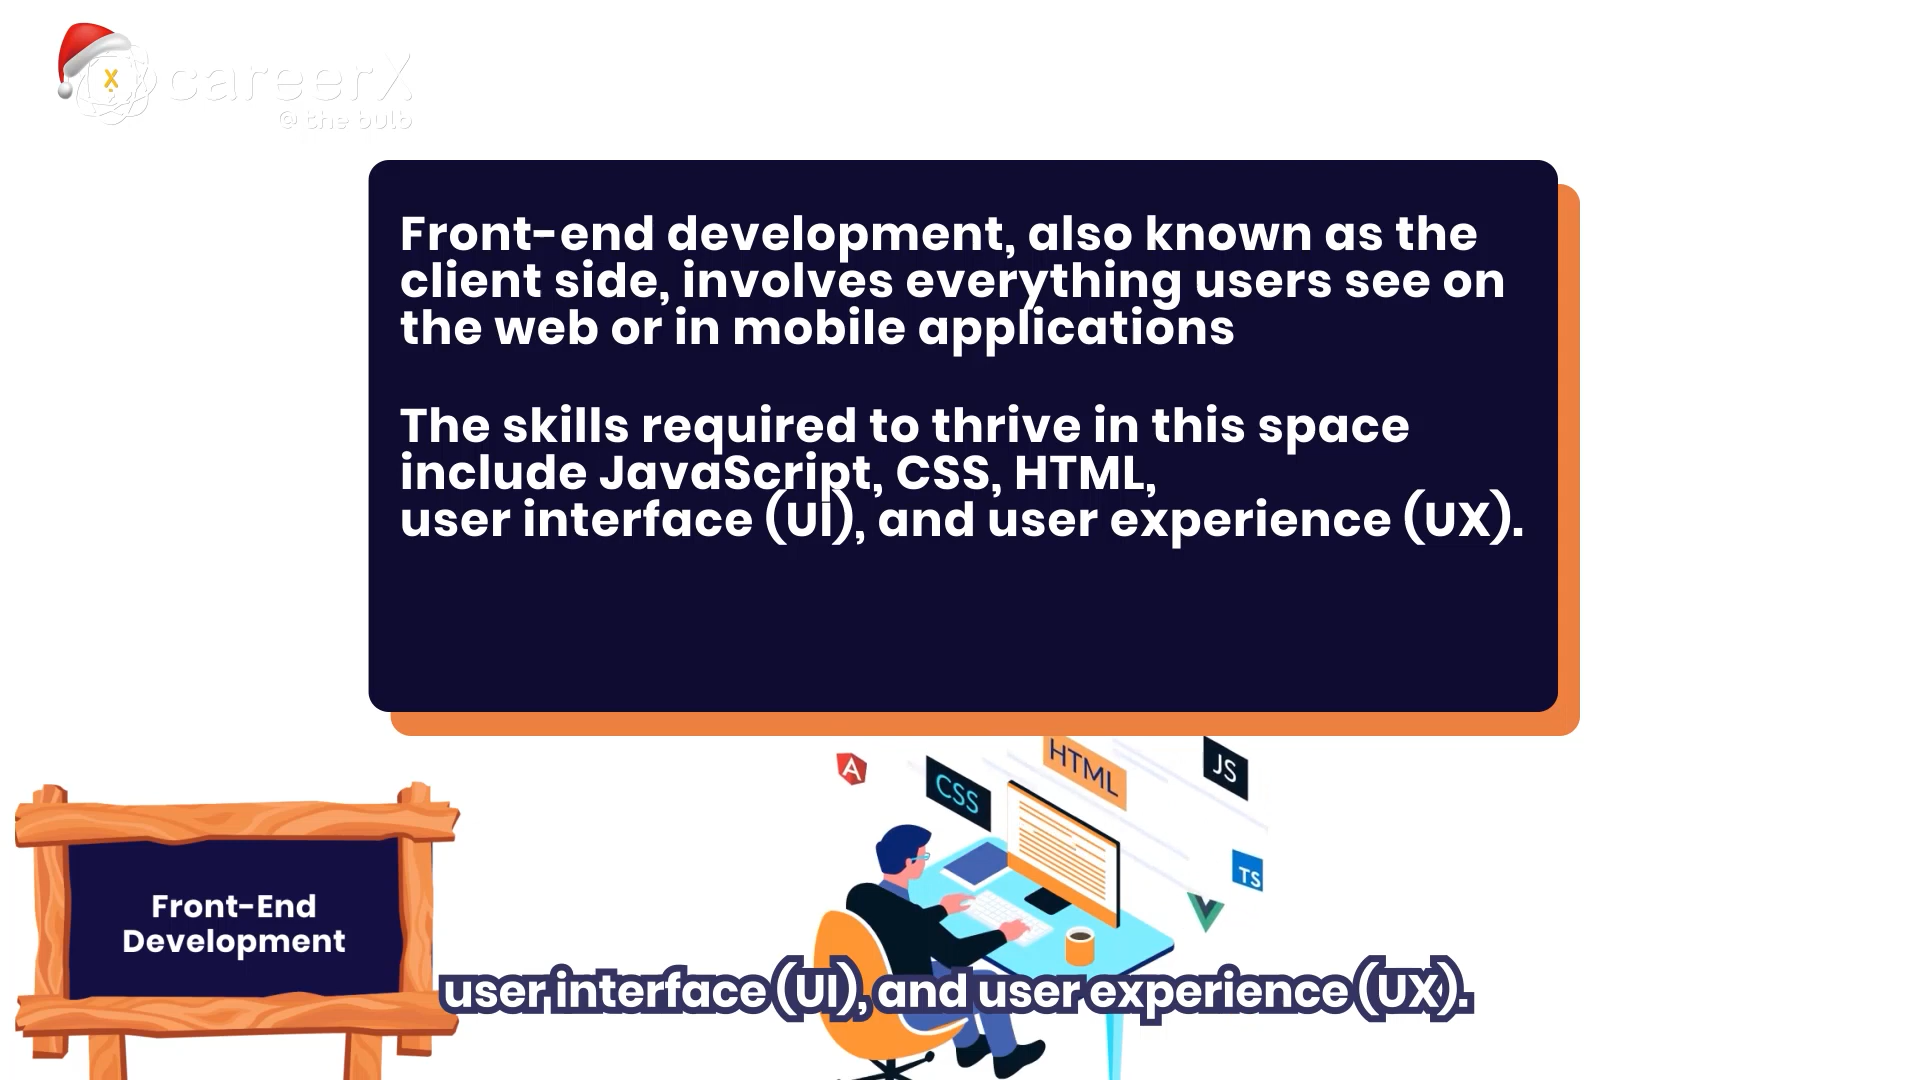 careerX
@ the bulb
Front-end development, also known as the
client side, involves everything users see on
the web or in mobile applications
The skills required to thrive in this space
include JavaScript, CSS, HTML,
user interface (UI), and user experience (UX).
HTML
JS
CSS
A
TS
Front-End
Development
user interface (UI), and user experience (UX).